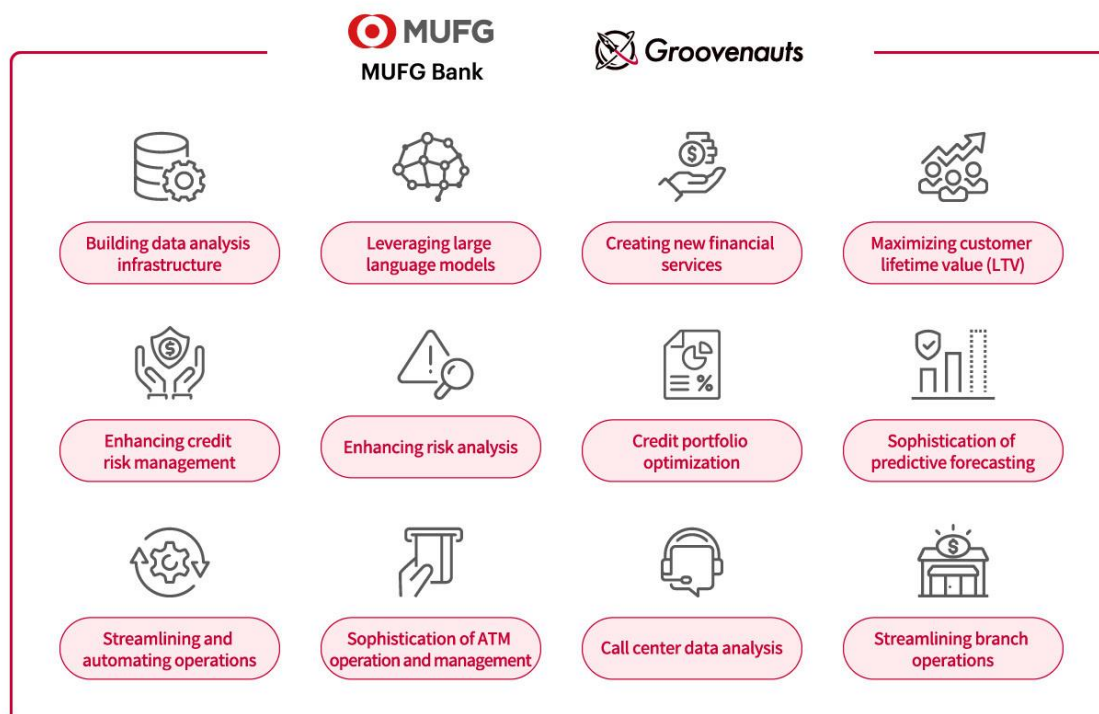 MUFG
MUFG Bank
Groovenauts
Building data analysis
infrastructure
Leveraging large
language models
Creating new financial
services
Maximizing customer
lifetime value (LTV)
Enhancing credit
risk management
Enhancing risk analysis
Credit portfolio
optimization
Sophistication of
predictive forecasting
Streamlining and
automating operations
Sophistication of ATM
operation and management
Call center data analysis
Streamlining branch
operations